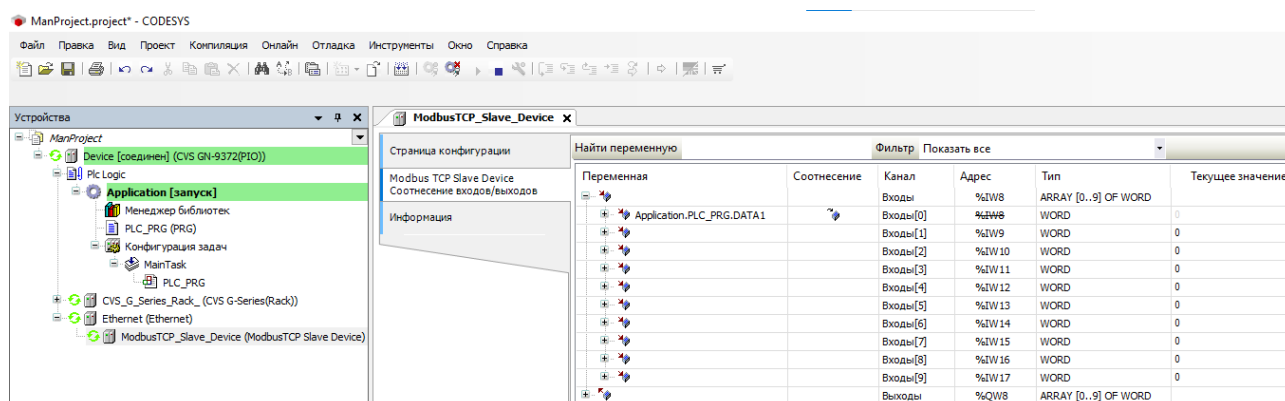 ManProject.project* - CODESYS
Файл Правка Вид Проект Компиляция Онлайн Отладка Инструменты Окно Справка
Устройства
ManProject
Device [соединен] (CVS GN-9372(PIO))
Plc Logic
Application [запуск]
Менеджер библиотек
PLC_PRG (PRG)
Конфигурация задач
MainTask
PLC_PRG
CVS_G_Series_Rack_ (CVS G-Series(Rack))
Ethernet (Ethernet)
ModbusTCP_Slave_Device (ModbusTCP Slave Device)
ModbusTCP_Slave_Device
Страница конфигурации
Modbus TCP Slave Device
Соотнесение входов/выходов
Информация
Найти переменную Фильтр Показать все
Переменная Соотнесение Канал Адрес Тип Текущее значение
Входы %IW8 ARRAY [0..9] OF WORD
Application.PLC_PRG.DATA1 Входы[0] %IW8 WORD 0
Входы[1] %IW9 WORD 0
Входы[2] %IW10 WORD 0
Входы[3] %IW11 WORD 0
Входы[4] %IW12 WORD 0
Входы[5] %IW13 WORD 0
Входы[6] %IW14 WORD 0
Входы[7] %IW15 WORD 0
Входы[8] %IW16 WORD 0
Входы[9] %IW17 WORD 0
Выходы %QW8 ARRAY [0..9] OF WORD